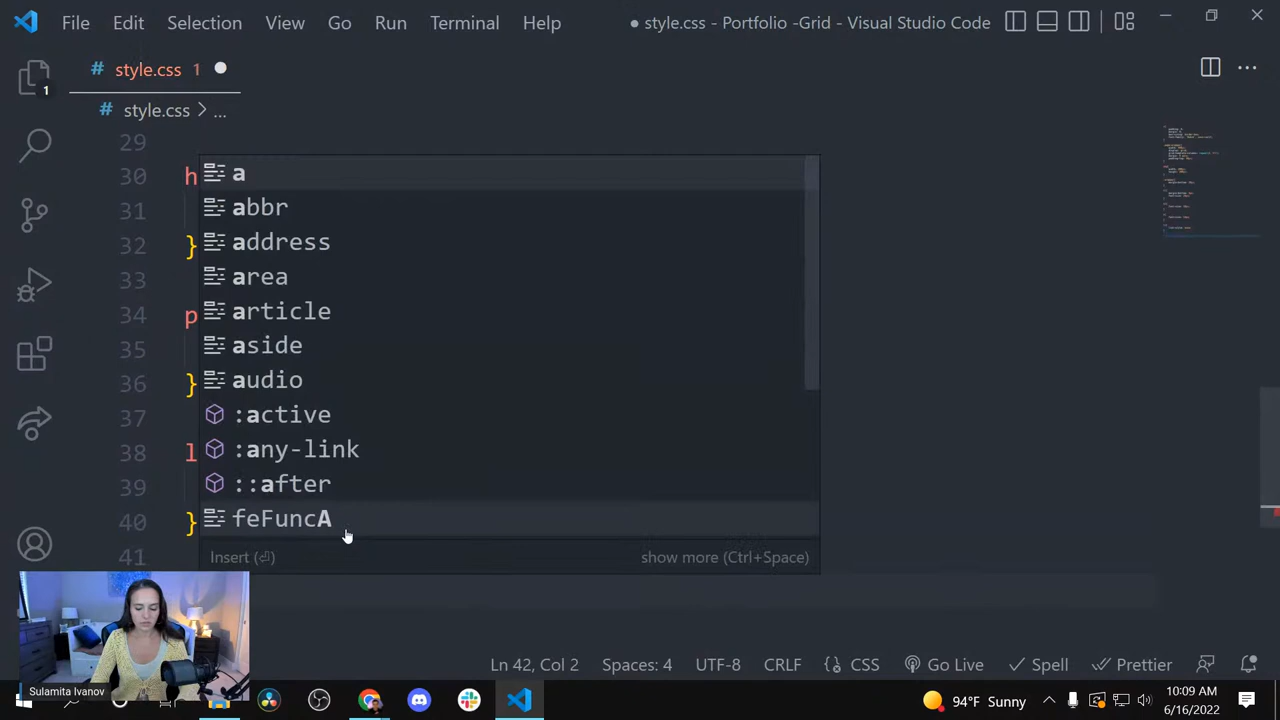 File Edit Selection View Go Run Terminal Help
● style.css - Portfolio -Grid - Visual Studio Code
# style.css 1
# style.css > ...
29
30 h
31
32 }
33
34 p
35
36 }
37
38 l
39
40 }
41
a
abbr
address
area
article
aside
audio
:active
:any-link
::after
feFuncA
Insert (⏎) show more (Ctrl+Space)
1
Ln 42, Col 2 Spaces: 4 UTF-8 CRLF {} CSS Go Live Spell Prettier
Sulamita Ivanov
94°F Sunny
10:09 AM
6/16/2022